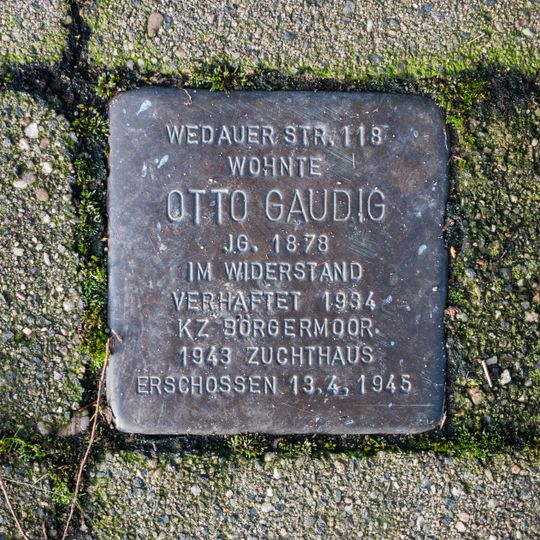 WEDAUER STR. 118
WOHNTE
OTTO GAUDIG
JG. 1878
IM WIDERSTAND
VERHAFTET 1934
KZ BÖRGERMOOR
1943 ZUCHTHAUS
ERSCHOSSEN 13.4.1945